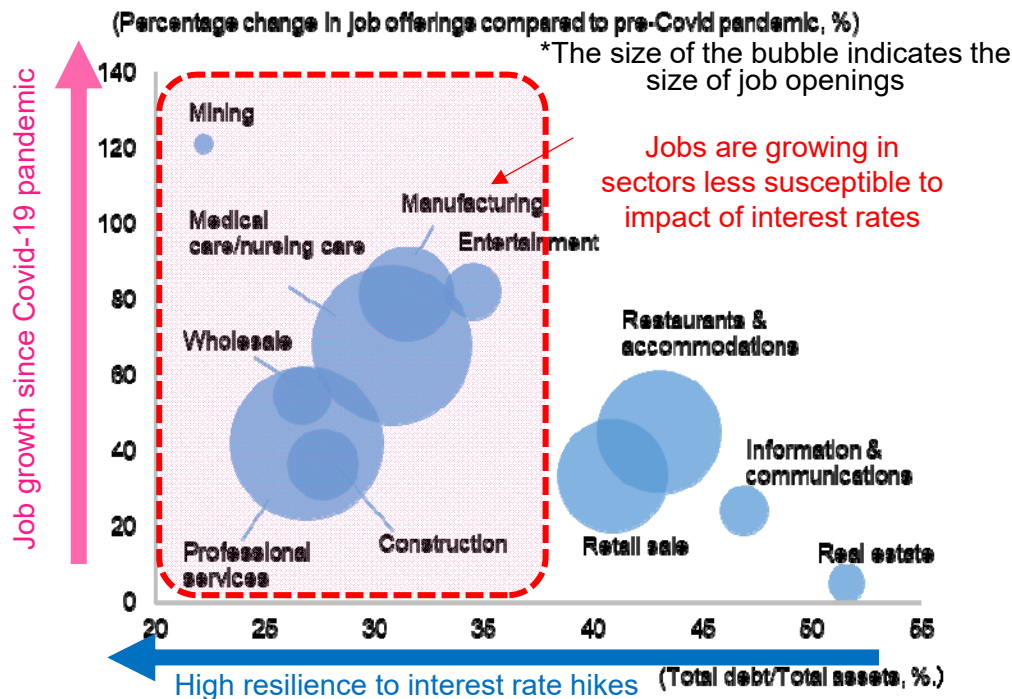 (Percentage change in job offerings compared to pre-Covid pandemic, %)
*The size of the bubble indicates the
size of job openings
Job growth since Covid-19 pandemic
140
120
100
80
60
40
20
0
Mining
Jobs are growing in
sectors less susceptible to
impact of interest rates
Manufacturing
Medical
care/nursing care
Entertainment
Wholesale
Restaurants &
accommodations
Information &
communications
Professional
services
Construction
Retail sale
Real estate
20 25 30 35 40 45 50 55
(Total debt/Total assets, %.)
High resilience to interest rate hikes